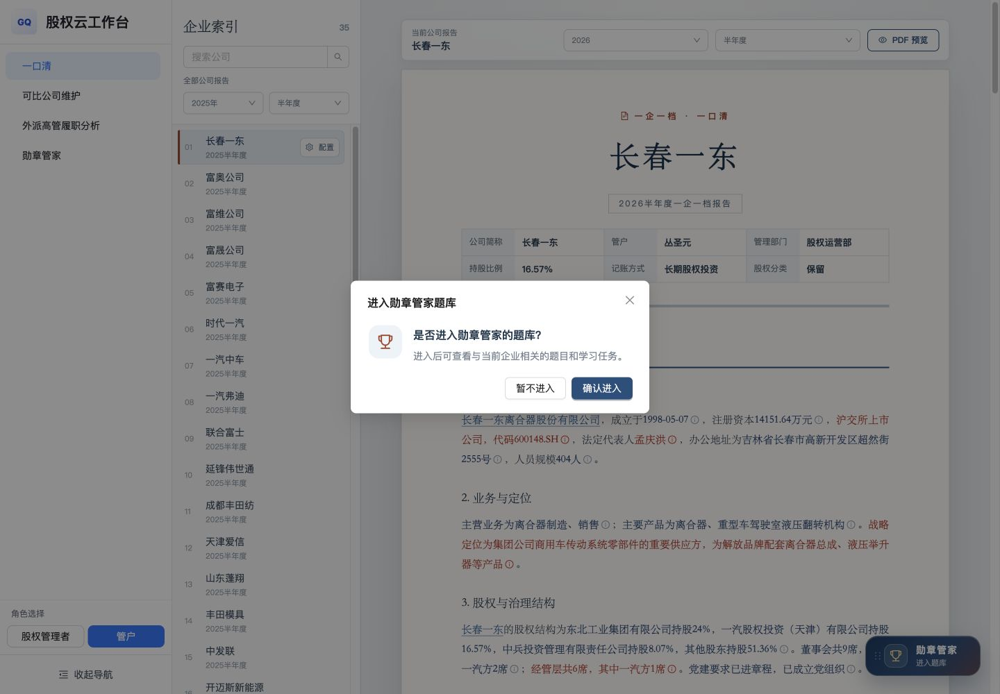 GQ 股权云工作台
一口清
可比公司维护
外派高管履职分析
勋章管家
角色选择
股权管理者 管户
收起导航
企业索引 35
搜索公司
全部公司报告
2025年 半年度
01 长春一东
2025半年度
配置
02 富奥公司
2025半年度
03 富维公司
2025半年度
04 富晟公司
2025半年度
05 富赛电子
2025半年度
06 时代一汽
2025半年度
07 一汽中车
2025半年度
08 一汽弗迪
2025半年度
09 联合富士
2025半年度
10 延锋伟世通
2025半年度
11 成都丰田纺
2025半年度
12 天津爱信
2025半年度
13 山东蓬翔
2025半年度
14 丰田模具
2025半年度
15 中发联
2025半年度
16 开迈斯新能源
当前公司报告
长春一东
2026 半年度 PDF 预览
一企一档 · 一口清
长春一东
2026半年度一企一档报告
公司简称 长春一东 管户 丛圣元 管理部门 股权运营部
持股比例 16.57% 记账方式 长期股权投资 股权分类 保留
进入勋章管家题库
是否进入勋章管家的题库?
进入后可查看与当前企业相关的题目和学习任务。
暂不进入 确认进入
长春一东离合器股份有限公司，成立于1998-05-07，注册资本14151.64万元，沪交所上市
公司，代码600148.SH，法定代表人孟庆洪，办公地址为吉林省长春市高新开发区超然街
2555号，人员规模404人。
2. 业务与定位
主营业务为离合器制造、销售；主要产品为离合器、重型车驾驶室液压翻转机构。战略
定位为集团公司商用车传动系统零部件的重要供应方，为解放品牌配套离合器总成、液压举升
器等产品。
3. 股权与治理结构
长春一东的股权结构为东北工业集团有限公司持股24%，一汽股权投资（天津）有限公司持股
16.57%，中兵投资管理有限责任公司持股8.07%，其他股东持股51.36%。董事会共9席，
一汽方2席；经管层共6席，其中一汽方1席。党建要求已进章程，已成立党组织。
勋章管家
进入题库